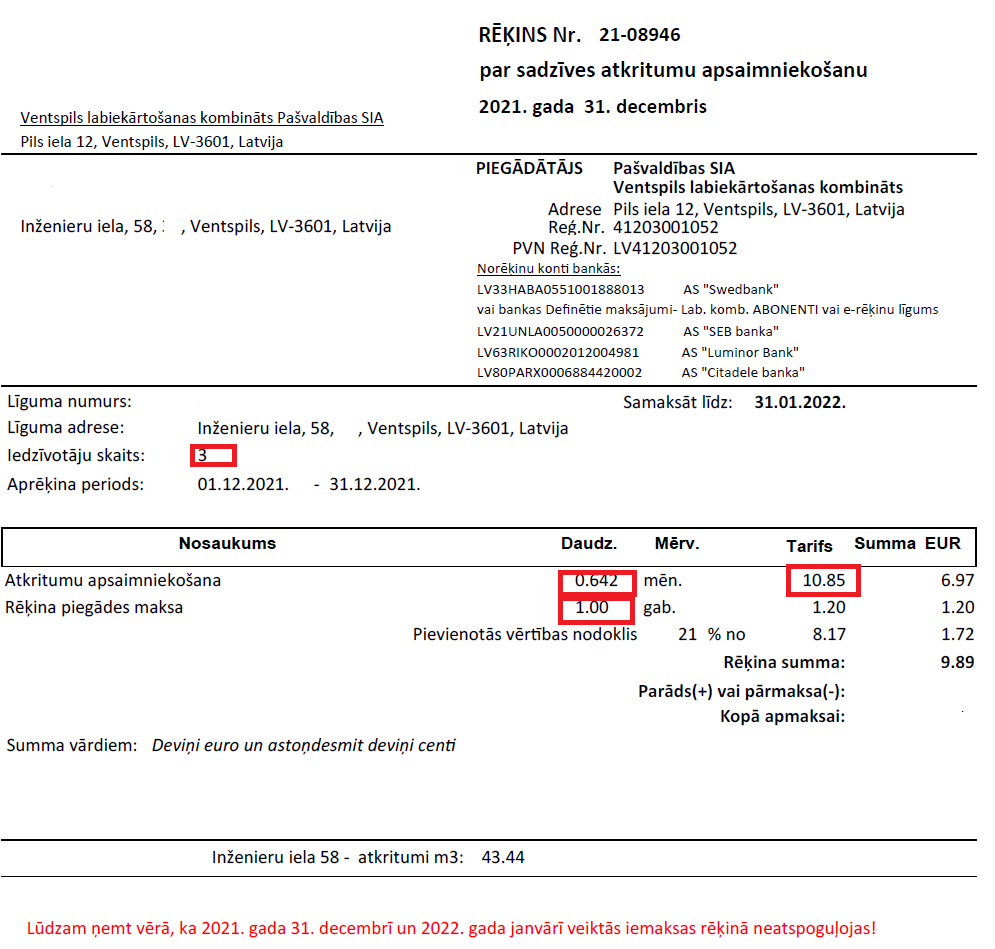 RĒĶINS Nr. 21-08946
par sadzīves atkritumu apsaimniekošanu
2021. gada 31. decembris
Ventspils labiekārtošanas kombināts Pašvaldības SIA
Pils iela 12, Ventspils, LV-3601, Latvija
PIEGĀDĀTĀJS Pašvaldības SIA
Ventspils labiekārtošanas kombināts
Inženieru iela, 58, , Ventspils, LV-3601, Latvija
Adrese Pils iela 12, Ventspils, LV-3601, Latvija
Reģ.Nr. 41203001052
PVN Reģ.Nr. LV41203001052
Norēķinu konti bankās:
LV33HABA0551001888013 AS "Swedbank"
vai bankas Definētie maksājumi- Lab. komb. ABONENTI vai e-rēķinu līgums
LV21UNLA0050000026372 AS "SEB banka"
LV63RIKO0002012004981 AS "Luminor Bank"
LV80PARX0006884420002 AS "Citadele banka"
Līguma numurs: Samaksāt līdz: 31.01.2022.
Līguma adrese: Inženieru iela, 58, , Ventspils, LV-3601, Latvija
Iedzīvotāju skaits: 3
Aprēķina periods: 01.12.2021. - 31.12.2021.
Nosaukums Daudz. Mērv. Tarifs Summa EUR
Atkritumu apsaimniekošana 0.642 mēn. 10.85 6.97
Rēķina piegādes maksa 1.00 gab. 1.20 1.20
Pievienotās vērtības nodoklis 21 % no 8.17 1.72
Rēķina summa: 9.89
Parāds(+) vai pārmaksa(-):
Kopā apmaksai:
Summa vārdiem: Deviņi euro un astoņdesmit deviņi centi
Inženieru iela 58 - atkritumi m3: 43.44
Lūdzam ņemt vērā, ka 2021. gada 31. decembrī un 2022. gada janvārī veiktās iemaksas rēķinā neatspoguļojas!